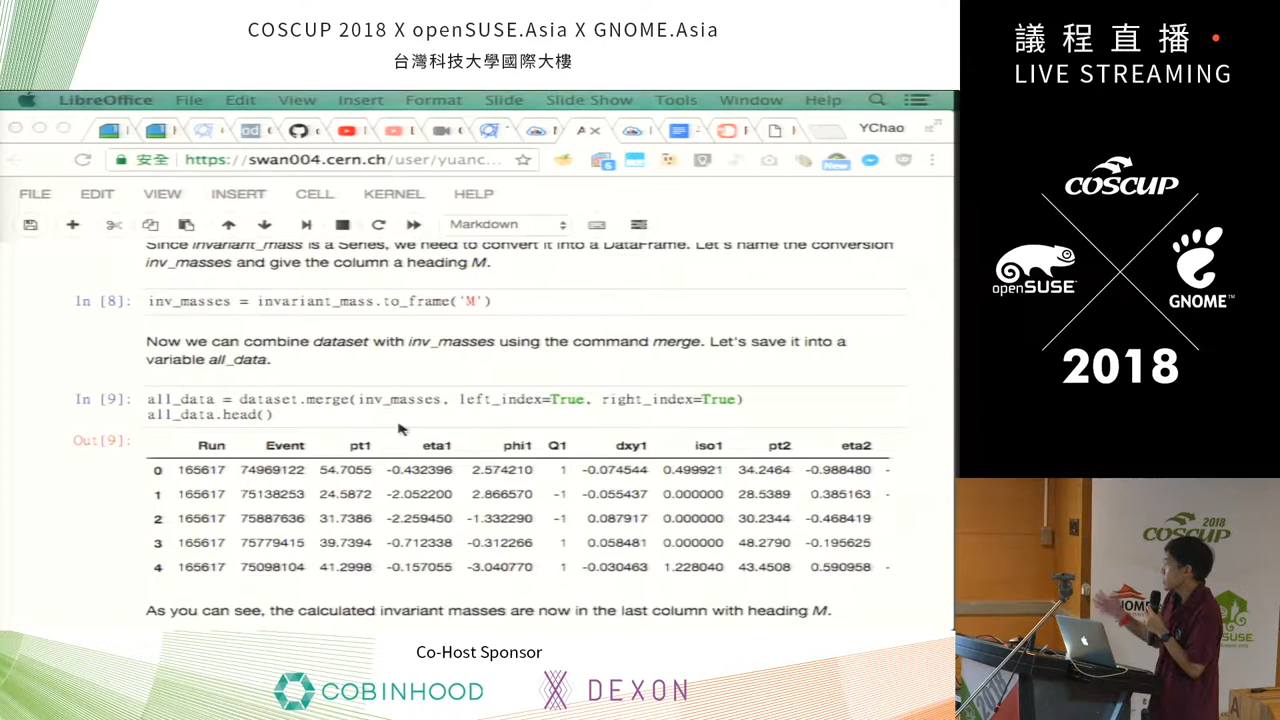 COSCUP 2018 X openSUSE.Asia X GNOME.Asia
台灣科技大學國際大樓
議程直播
LIVE STREAMING
COSCUP
openSUSE
GNOME™
2018
LibreOffice File Edit View Insert Format Slide Slide Show Tools Window Help
YChao
安全 https://swan004.cern.ch/user/yuanc...
6
New
FILE EDIT VIEW INSERT CELL KERNEL HELP
Markdown
Since invariant_mass is a Series, we need to convert it into a DataFrame. Let's name the conversion
inv_masses and give the column a heading M.
In [8]: inv_masses = invariant_mass.to_frame('M')
Now we can combine dataset with inv_masses using the command merge. Let's save it into a
variable all_data.
In [9]: all_data = dataset.merge(inv_masses, left_index=True, right_index=True)
all_data.head()
Out[9]:
Run Event pt1 eta1 phi1 Q1 dxy1 iso1 pt2 eta2
0 165617 74969122 54.7055 -0.432396 2.574210 1 -0.074544 0.499921 34.2464 -0.988480 -
1 165617 75138253 24.5872 -2.052200 2.866570 -1 -0.055437 0.000000 28.5389 0.385163 -
2 165617 75887636 31.7386 -2.259450 -1.332290 -1 0.087917 0.000000 30.2344 -0.468419 -
3 165617 75779415 39.7394 -0.712338 -0.312266 1 0.058481 0.000000 48.2790 -0.195625 -
4 165617 75098104 41.2998 -0.157055 -3.040770 1 -0.030463 1.228040 43.4508 0.590958 -
As you can see, the calculated invariant masses are now in the last column with heading M.
2018
COSCUP
Co-Host Sponsor
COBINHOOD
DEXON